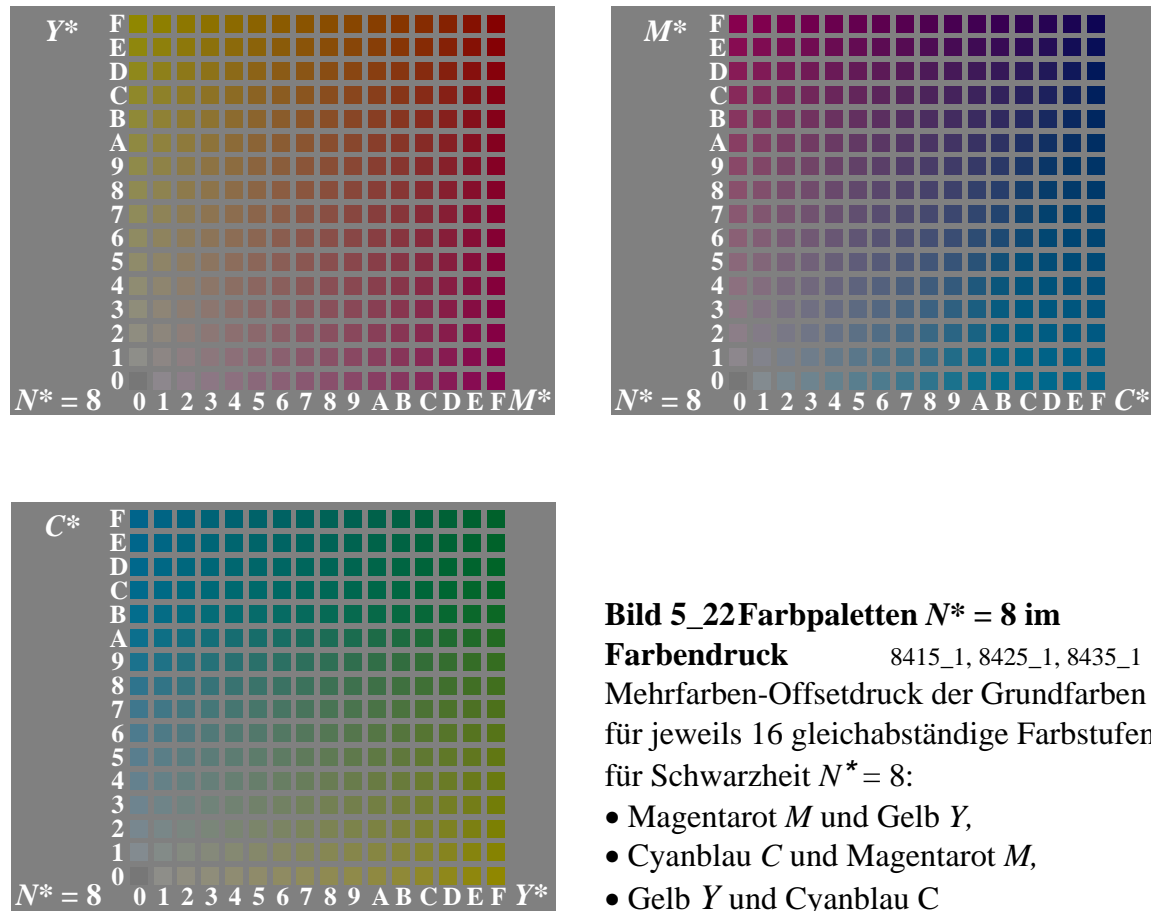 Y* F
E
D
C
B
A
9
8
7
6
5
4
3
2
1
0
N* = 8 0 1 2 3 4 5 6 7 8 9 A B C D E F M*
M* F
E
D
C
B
A
9
8
7
6
5
4
3
2
1
0
N* = 8 0 1 2 3 4 5 6 7 8 9 A B C D E F C*
C* F
E
D
C
B
A
9
8
7
6
5
4
3
2
1
0
N* = 8 0 1 2 3 4 5 6 7 8 9 A B C D E F Y*
Bild 5_22 Farbpaletten N* = 8 im
Farbendruck 8415_1, 8425_1, 8435_1
Mehrfarben-Offsetdruck der Grundfarben
für jeweils 16 gleichabständige Farbstufen
für Schwarzheit N* = 8:
• Magentarot M und Gelb Y,
• Cyanblau C und Magentarot M,
• Gelb Y und Cyanblau C